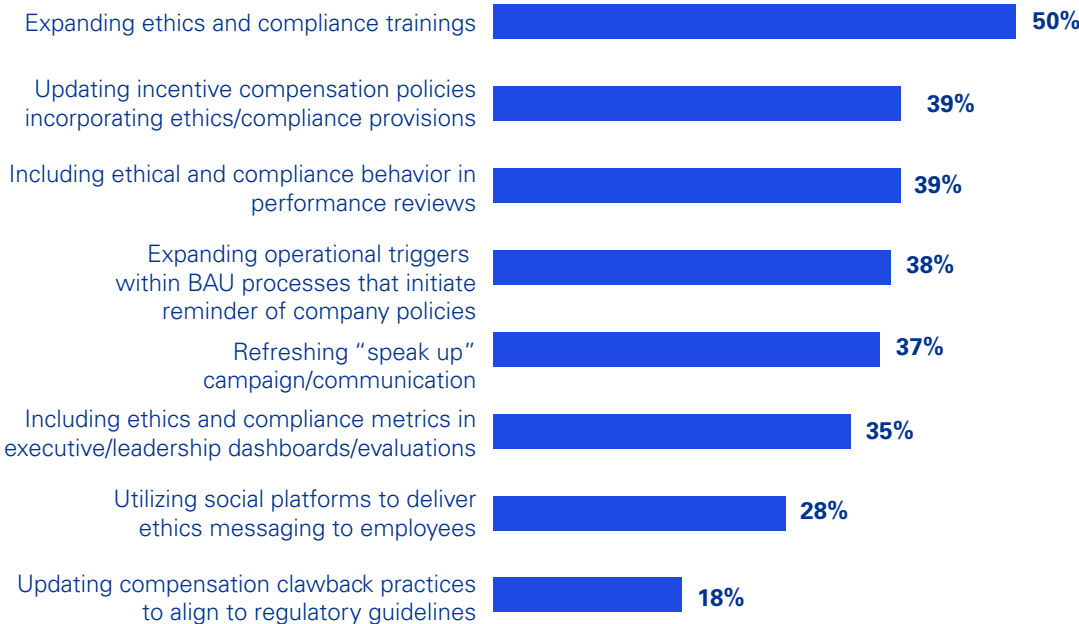 Expanding ethics and compliance trainings
50%
Updating incentive compensation policies
incorporating ethics/compliance provisions
39%
Including ethical and compliance behavior in
performance reviews
39%
Expanding operational triggers
within BAU processes that initiate
reminder of company policies
38%
Refreshing “speak up”
campaign/communication
37%
Including ethics and compliance metrics in
executive/leadership dashboards/evaluations
35%
Utilizing social platforms to deliver
ethics messaging to employees
28%
Updating compensation clawback practices
to align to regulatory guidelines
18%